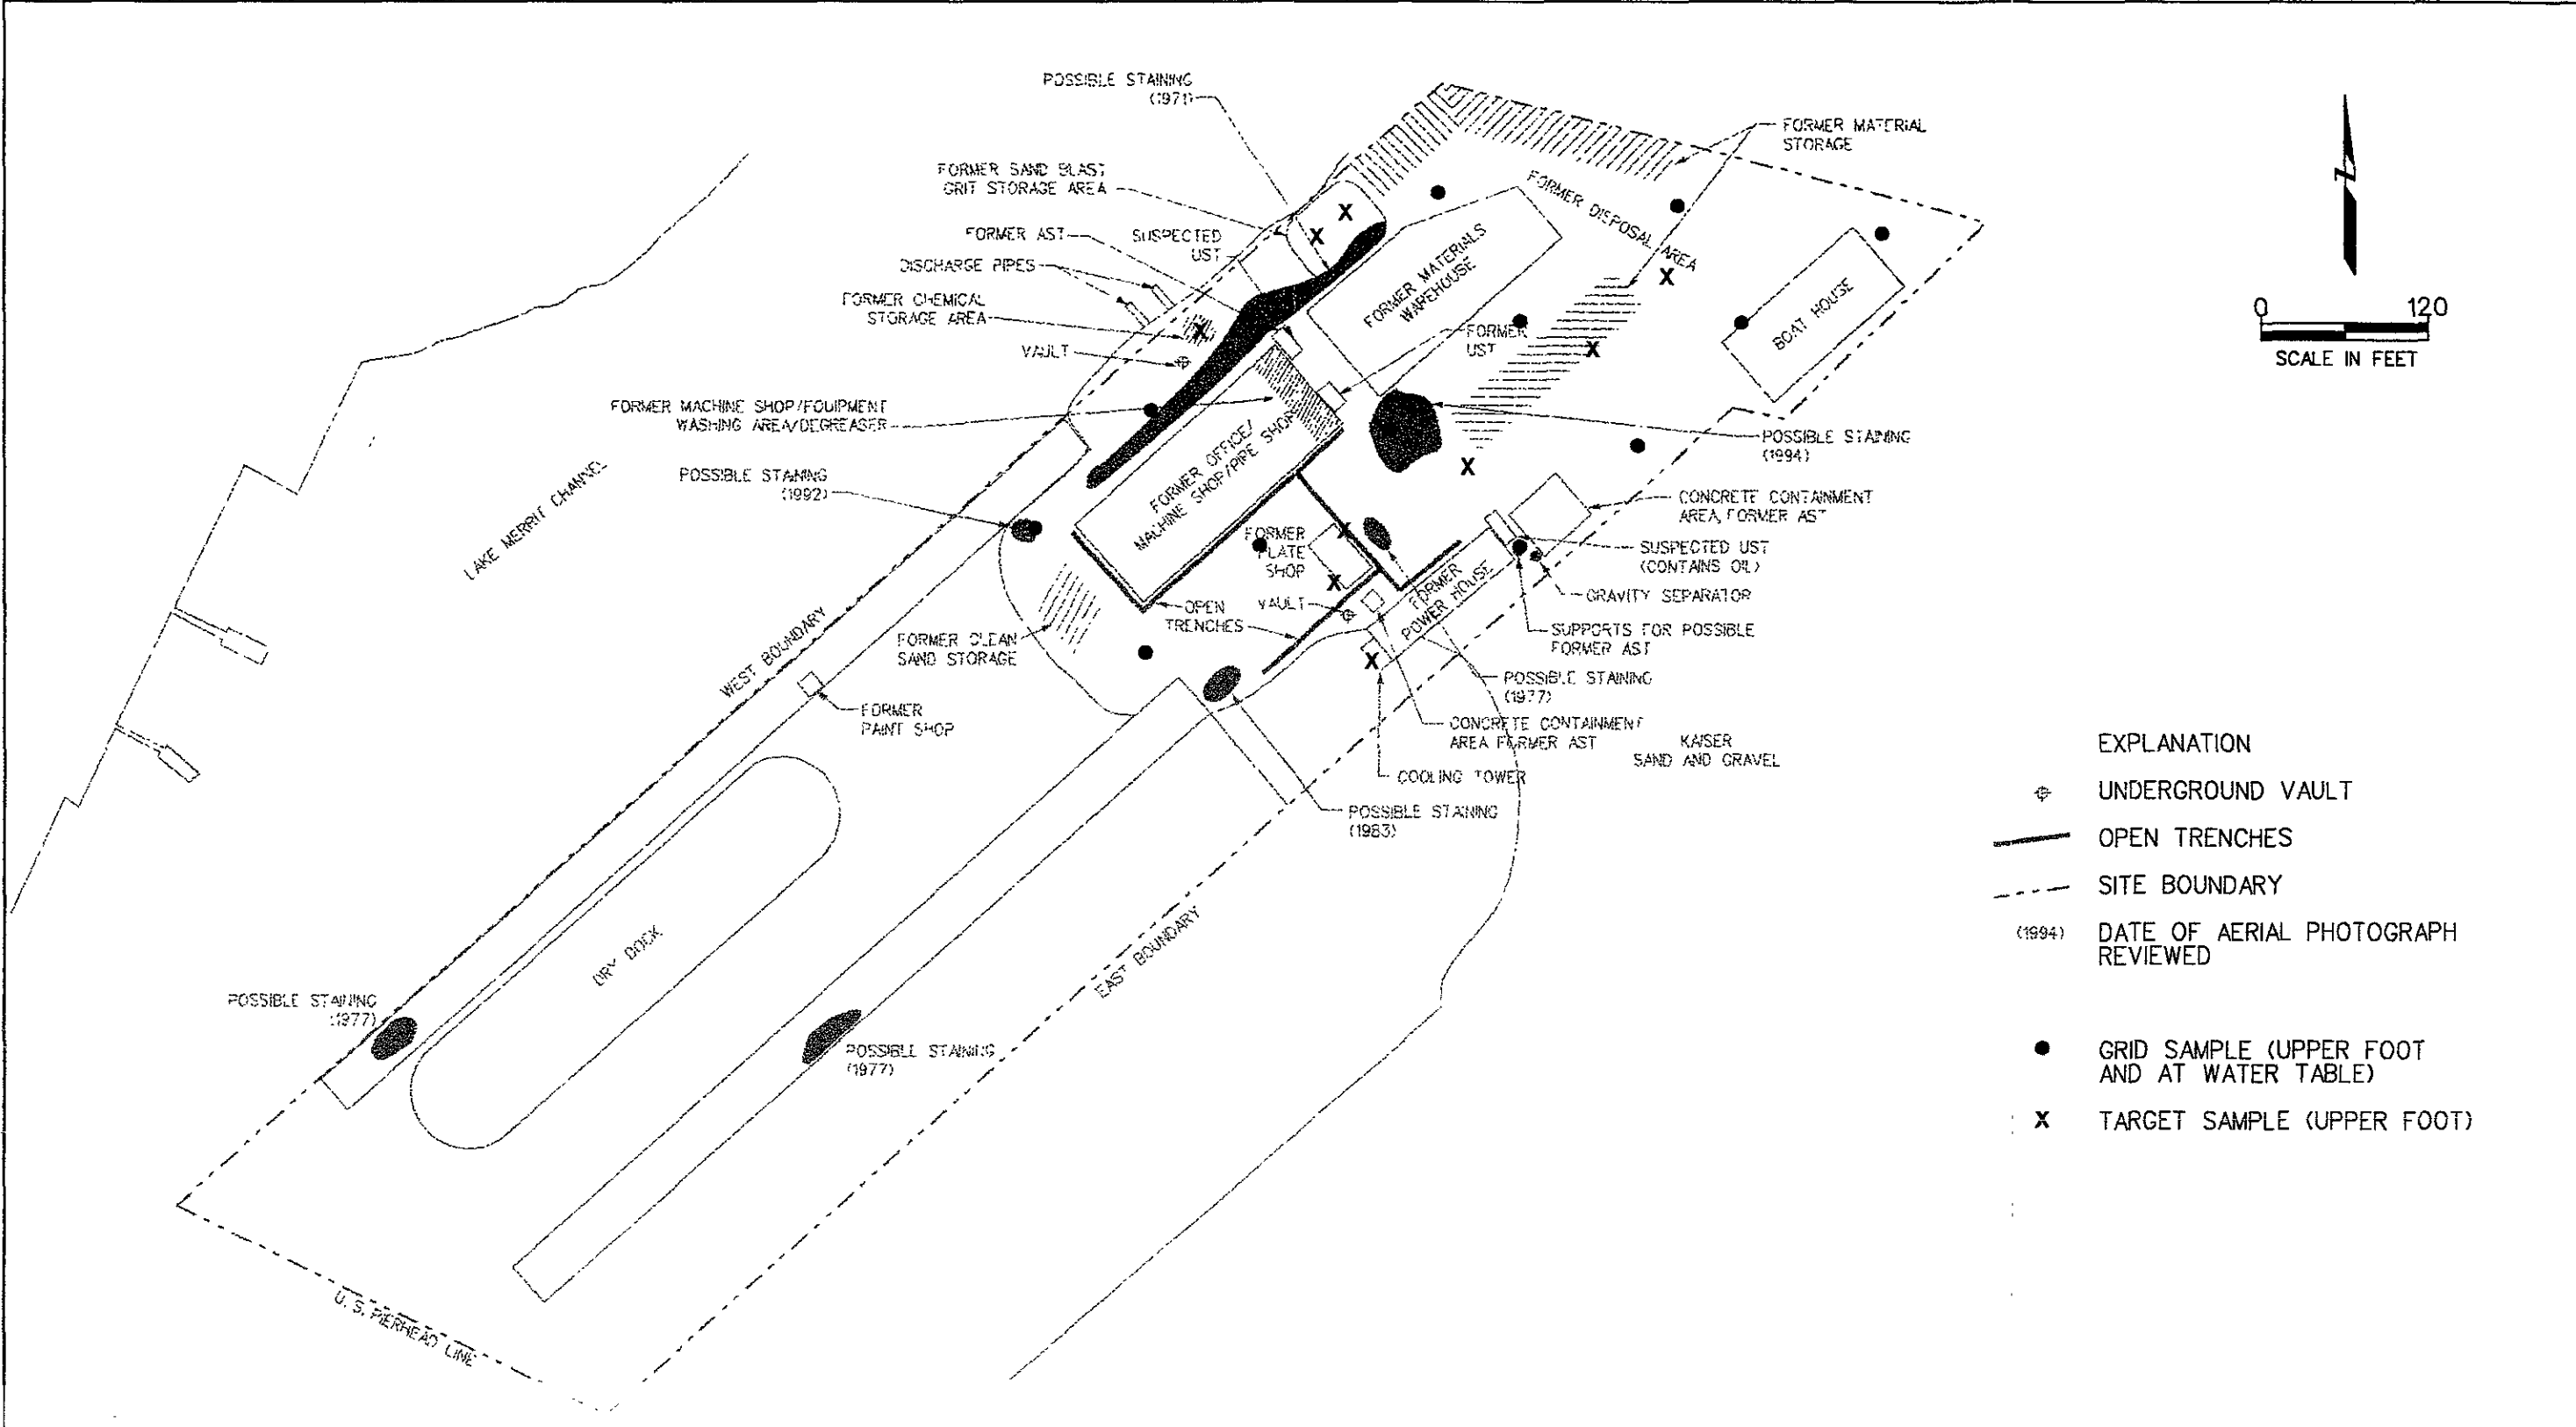 POSSIBLE STAINING
(1971)
FORMER SAND BLAST
GRIT STORAGE AREA
FORMER AST
SUSPECTED
UST
DISCHARGE PIPES
FORMER CHEMICAL
STORAGE AREA
VAULT
FORMER MACHINE SHOP/EQUIPMENT
WASHING AREA/DEGREASER
POSSIBLE STAINING
(1992)
LAKE MERRIT CHANNEL
WEST BOUNDARY
FORMER MATERIAL
STORAGE
FORMER DISPOSAL AREA
FORMER MATERIALS
WAREHOUSE
BOAT HOUSE
FORMER
UST
FORMER OFFICE/
MACHINE SHOP/PIPE SHOP
POSSIBLE STAINING
(1994)
CONCRETE CONTAINMENT
AREA, FORMER AST
SUSPECTED UST
(CONTAINS OIL)
GRAVITY SEPARATOR
SUPPORTS FOR POSSIBLE
FORMER AST
FORMER
PLATE
SHOP
FORMER
POWER HOUSE
VAULT
OPEN
TRENCHES
FORMER CLEAN
SAND STORAGE
POSSIBLE STAINING
(1977)
CONCRETE CONTAINMENT
AREA FORMER AST
KAISER
SAND AND GRAVEL
COOLING TOWER
POSSIBLE STAINING
(1983)
FORMER
PAINT SHOP
DRY DOCK
EAST BOUNDARY
POSSIBLE STAINING
(1977)
POSSIBLE STAINING
(1977)
U.S. PIERHEAD LINE
N
0 120
SCALE IN FEET
EXPLANATION
UNDERGROUND VAULT
OPEN TRENCHES
SITE BOUNDARY
(1994) DATE OF AERIAL PHOTOGRAPH
REVIEWED
GRID SAMPLE (UPPER FOOT
AND AT WATER TABLE)
X TARGET SAMPLE (UPPER FOOT)